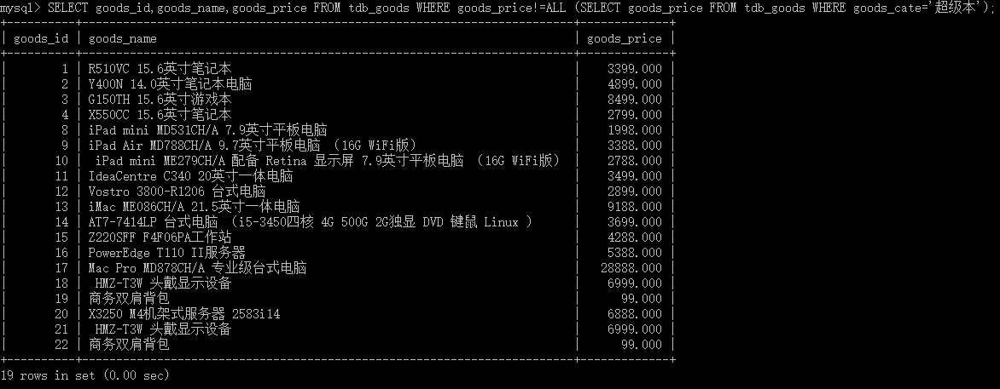 mysql> SELECT goods_id,goods_name,goods_price FROM tdb_goods WHERE goods_price!=ALL (SELECT goods_price FROM tdb_goods WHERE goods_cate='超级本');
+----------+------------------------------------------------------------------+-------------+
| goods_id | goods_name | goods_price |
+----------+------------------------------------------------------------------+-------------+
| 1 | R510VC 15.6英寸笔记本 | 3399.000 |
| 2 | Y400N 14.0英寸笔记本电脑 | 4899.000 |
| 3 | G150TH 15.6英寸游戏本 | 8499.000 |
| 4 | X550CC 15.6英寸笔记本 | 2799.000 |
| 8 | iPad mini MD531CH/A 7.9英寸平板电脑 | 1998.000 |
| 9 | iPad Air MD788CH/A 9.7英寸平板电脑 （16G WiFi版） | 3388.000 |
| 10 | iPad mini ME279CH/A 配备 Retina 显示屏 7.9英寸平板电脑 （16G WiFi版） | 2788.000 |
| 11 | IdeaCentre C340 20英寸一体电脑 | 3499.000 |
| 12 | Vostro 3800-R1206 台式电脑 | 2899.000 |
| 13 | iMac ME086CH/A 21.5英寸一体电脑 | 9188.000 |
| 14 | AT7-7414LP 台式电脑 （i5-3450四核 4G 500G 2G独显 DVD 键鼠 Linux ） | 3699.000 |
| 15 | Z220SFF F4F06PA工作站 | 4288.000 |
| 16 | PowerEdge T110 II服务器 | 5388.000 |
| 17 | Mac Pro MD878CH/A 专业级台式电脑 | 28888.000 |
| 18 | HMZ-T3W 头戴显示设备 | 6999.000 |
| 19 | 商务双肩背包 | 99.000 |
| 20 | X3250 M4机架式服务器 2583i14 | 6888.000 |
| 21 | HMZ-T3W 头戴显示设备 | 6999.000 |
| 22 | 商务双肩背包 | 99.000 |
+----------+------------------------------------------------------------------+-------------+
19 rows in set (0.00 sec)